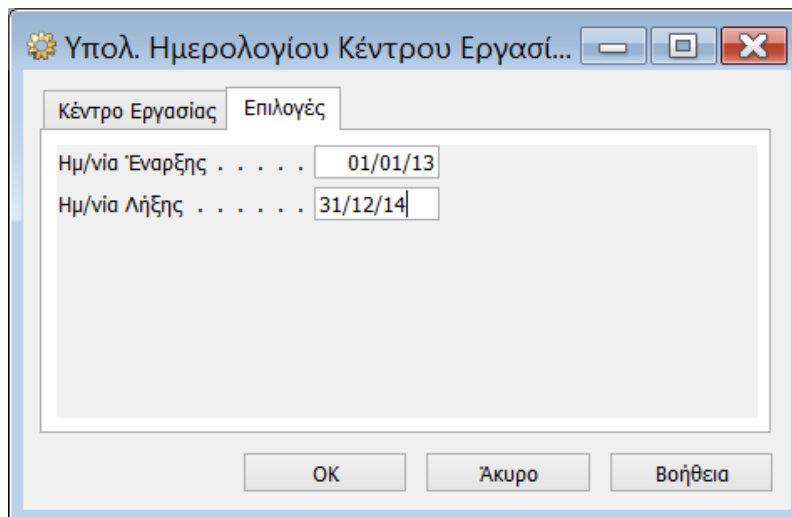 Υπολ. Ημερολογίου Κέντρου Εργασί...
Κέντρο Εργασίας Επιλογές
Ημ/νία Έναρξης . . . . . 01/01/13
Ημ/νία Λήξης . . . . . . 31/12/14
OK Άκυρο Βοήθεια